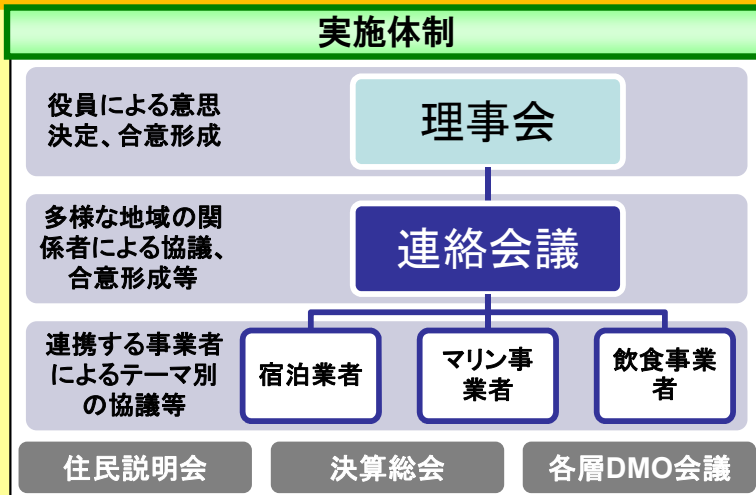 実施体制
役員による意思
決定、合意形成
理事会
多様な地域の関
係者による協議、
合意形成等
連絡会議
連携する事業者
によるテーマ別
の協議等
宿泊業者
マリン事
業者
飲食事業
者
住民説明会
決算総会
各層DMO会議